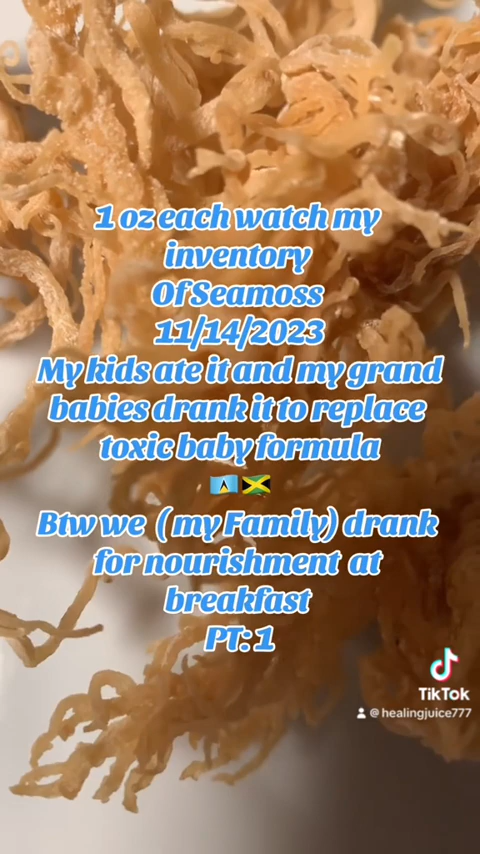 1 oz each watch my
inventory
Of Seamoss
11/14/2023
My kids ate it and my grand
babies drank it to replace
toxic baby formula
🇱🇨🇯🇲
Btw we ( my Family) drank
for nourishment at
breakfast
PT: 1
TikTok
@healingjuice777